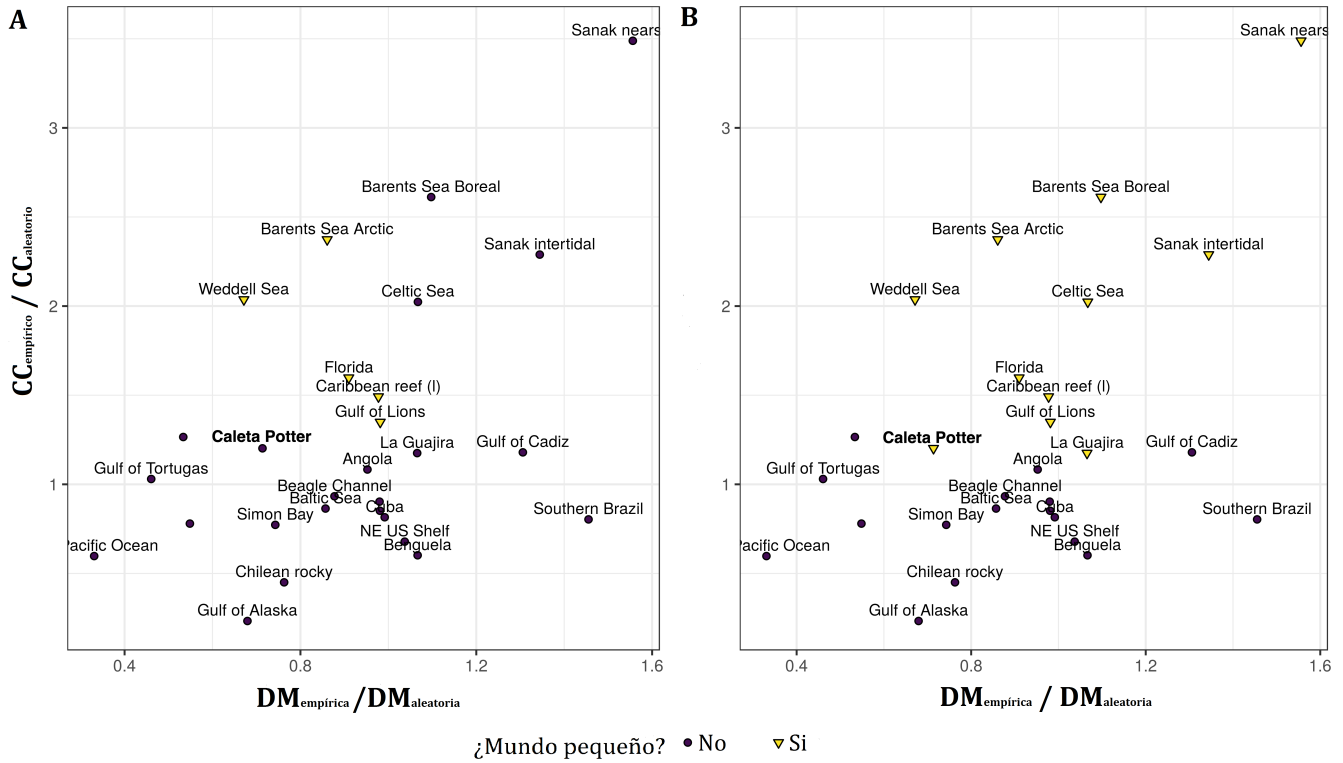 A
B
Sanak nears
Sanak nears
3
3
Barents Sea Boreal
Barents Sea Boreal
Barents Sea Arctic
Barents Sea Arctic
Sanak intertidal
Sanak intertidal
Weddell Sea
Celtic Sea
Weddell Sea
Celtic Sea
2
2
CCempírico / CCaleatorio
Florida
Florida
Caribbean reef (l)
Caribbean reef (l)
Gulf of Lions
Gulf of Lions
Caleta Potter
La Guajira
Gulf of Cadiz
Caleta Potter
La Guajira
Gulf of Cadiz
Angola
Angola
Gulf of Tortugas
Gulf of Tortugas
1
1
Beagle Channel
Beagle Channel
Baltic Sea
Baltic Sea
Cuba
Cuba
Simon Bay
Southern Brazil
Simon Bay
Southern Brazil
NE US Shelf
NE US Shelf
Pacific Ocean
Benguela
Pacific Ocean
Benguela
Chilean rocky
Chilean rocky
Gulf of Alaska
Gulf of Alaska
0.4 0.8 1.2 1.6
0.4 0.8 1.2 1.6
DMempírica /DMaleatoria
DMempírica / DMaleatoria
¿Mundo pequeño? No Si